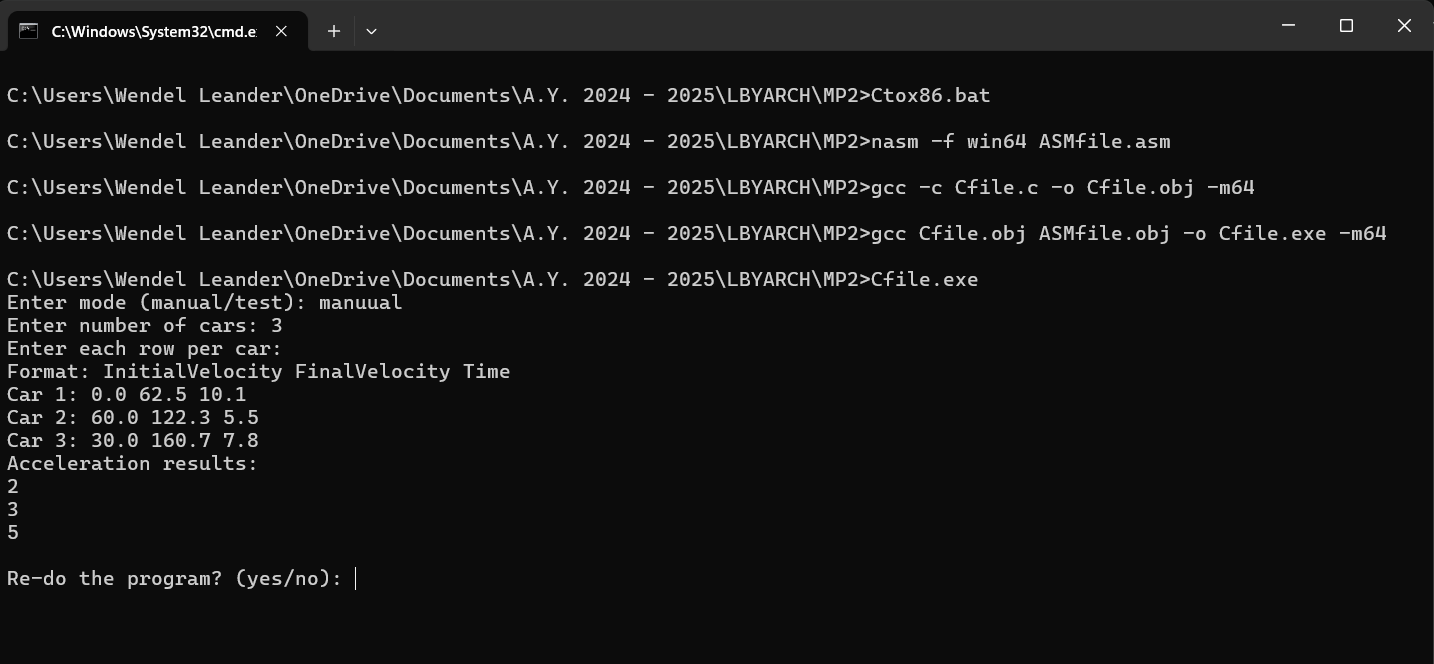 C:\Windows\System32\cmd.e
C:\Users\Wendel Leander\OneDrive\Documents\A.Y. 2024 - 2025\LBYARCH\MP2>Ctox86.bat
C:\Users\Wendel Leander\OneDrive\Documents\A.Y. 2024 - 2025\LBYARCH\MP2>nasm -f win64 ASMfile.asm
C:\Users\Wendel Leander\OneDrive\Documents\A.Y. 2024 - 2025\LBYARCH\MP2>gcc -c Cfile.c -o Cfile.obj -m64
C:\Users\Wendel Leander\OneDrive\Documents\A.Y. 2024 - 2025\LBYARCH\MP2>gcc Cfile.obj ASMfile.obj -o Cfile.exe -m64
C:\Users\Wendel Leander\OneDrive\Documents\A.Y. 2024 - 2025\LBYARCH\MP2>Cfile.exe
Enter mode (manual/test): manuual
Enter number of cars: 3
Enter each row per car:
Format: InitialVelocity FinalVelocity Time
Car 1: 0.0 62.5 10.1
Car 2: 60.0 122.3 5.5
Car 3: 30.0 160.7 7.8
Acceleration results:
2
3
5
Re-do the program? (yes/no):